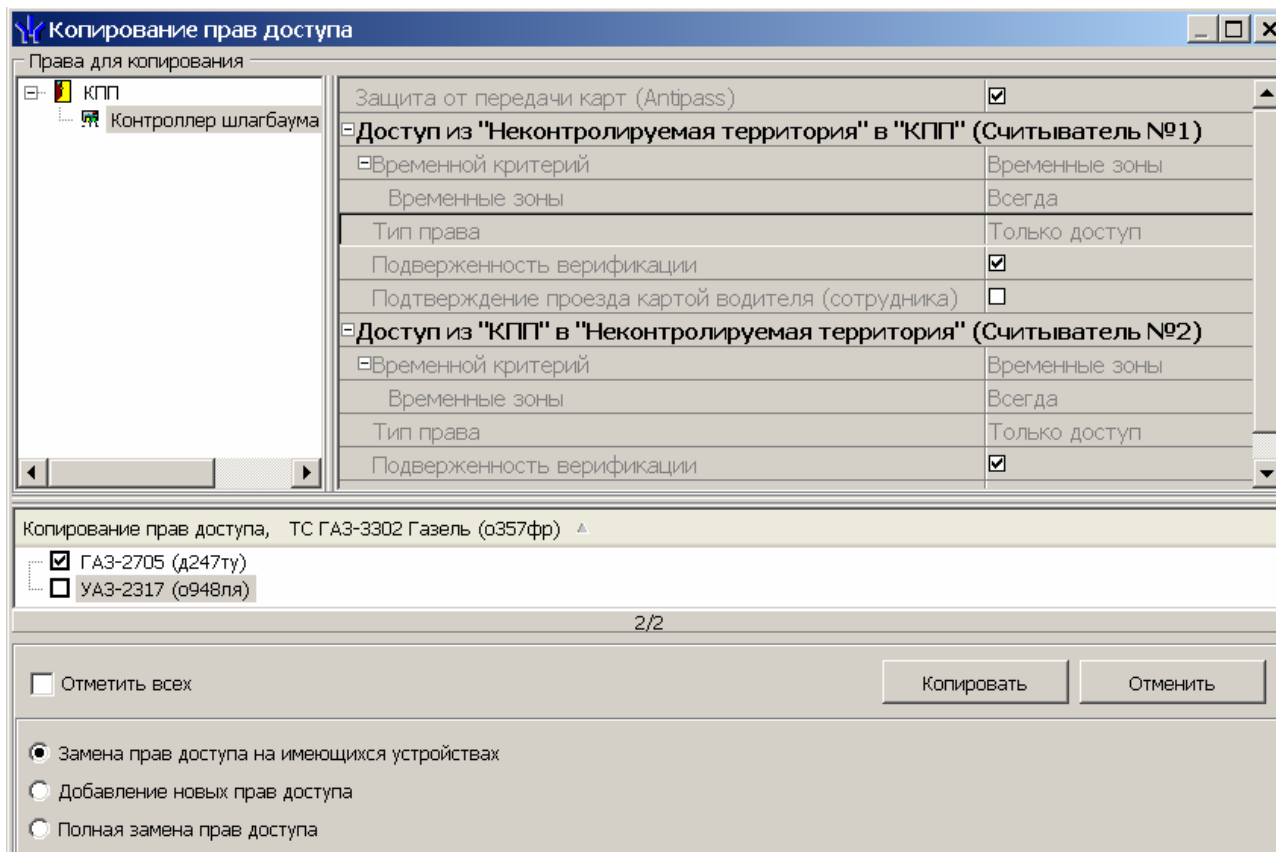 Копирование прав доступа
Права для копирования
КПП
Контроллер шлагбаума
Защита от передачи карт (Antipass)
Доступ из "Неконтролируемая территория" в "КПП" (Считыватель №1)
Временной критерий Временные зоны
Временные зоны Всегда
Тип права Только доступ
Подверженность верификации
Подтверждение проезда картой водителя (сотрудника)
Доступ из "КПП" в "Неконтролируемая территория" (Считыватель №2)
Временной критерий Временные зоны
Временные зоны Всегда
Тип права Только доступ
Подверженность верификации
Копирование прав доступа, ТС ГАЗ-3302 Газель (о357фр)
ГАЗ-2705 (д247ту)
УАЗ-2317 (о948ля)
2/2
Отметить всех Копировать Отменить
Замена прав доступа на имеющихся устройствах
Добавление новых прав доступа
Полная замена прав доступа